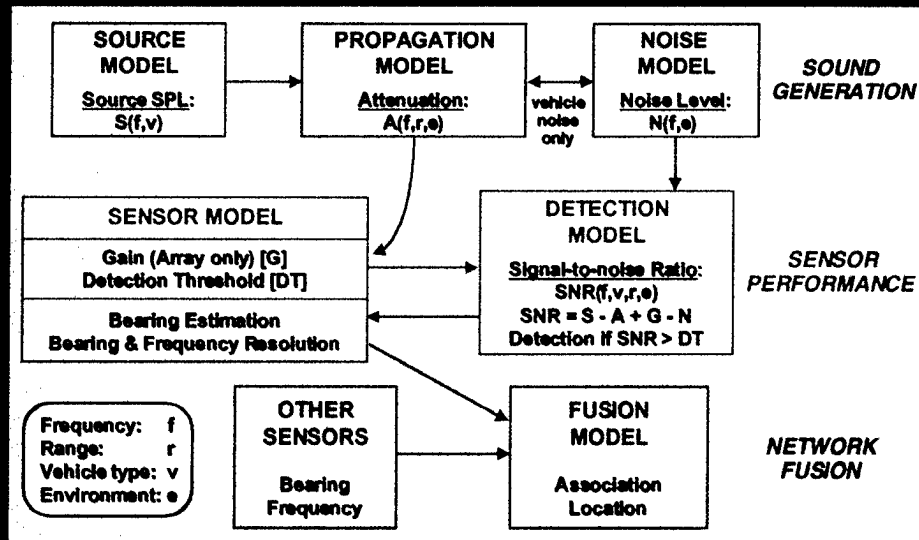 SOURCE
MODEL
Source SPL:
S(f,v)
PROPAGATION
MODEL
Attenuation:
A(f,r,e)
vehicle
noise
only
NOISE
MODEL
Noise Level:
N(f,e)
SOUND
GENERATION
SENSOR MODEL
Gain (Array only) [G]
Detection Threshold [DT]
Bearing Estimation
Bearing & Frequency Resolution
DETECTION
MODEL
Signal-to-noise Ratio:
SNR(f,v,r,e)
SNR = S - A + G - N
Detection if SNR > DT
SENSOR
PERFORMANCE
Frequency: f
Range: r
Vehicle type: v
Environment: e
OTHER
SENSORS
Bearing
Frequency
FUSION
MODEL
Association
Location
NETWORK
FUSION